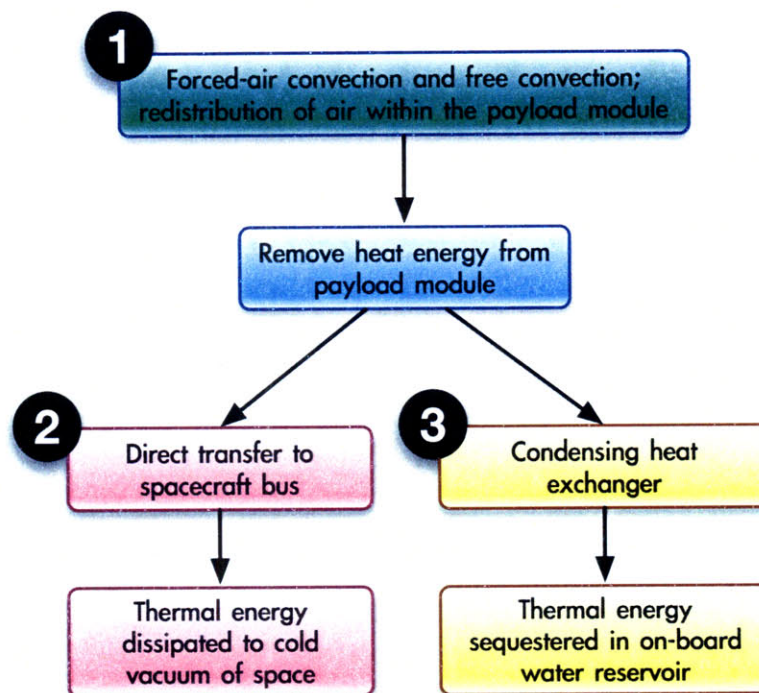 1
Forced-air convection and free convection;
redistribution of air within the payload module
Remove heat energy from
payload module
2
Direct transfer to
spacecraft bus
3
Condensing heat
exchanger
Thermal energy
dissipated to cold
vacuum of space
Thermal energy
sequestered in on-board
water reservoir